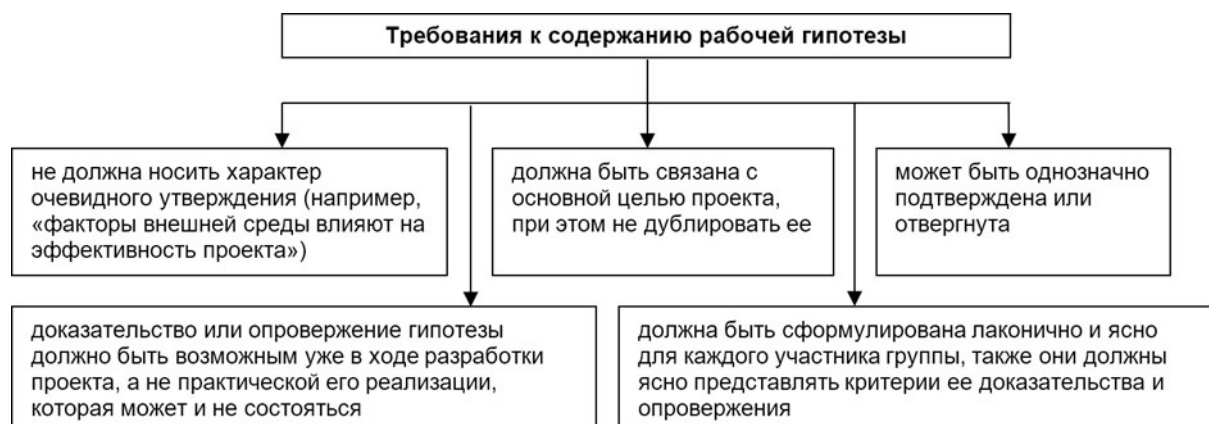 Требования к содержанию рабочей гипотезы
не должна носить характер
очевидного утверждения (например,
«факторы внешней среды влияют на
эффективность проекта»)
должна быть связана с
основной целью проекта,
при этом не дублировать ее
может быть однозначно
подтверждена или
отвергнута
доказательство или опровержение гипотезы
должно быть возможным уже в ходе разработки
проекта, а не практической его реализации,
которая может и не состояться
должна быть сформулирована лаконично и ясно
для каждого участника группы, также они должны
ясно представлять критерии ее доказательства и
опровержения